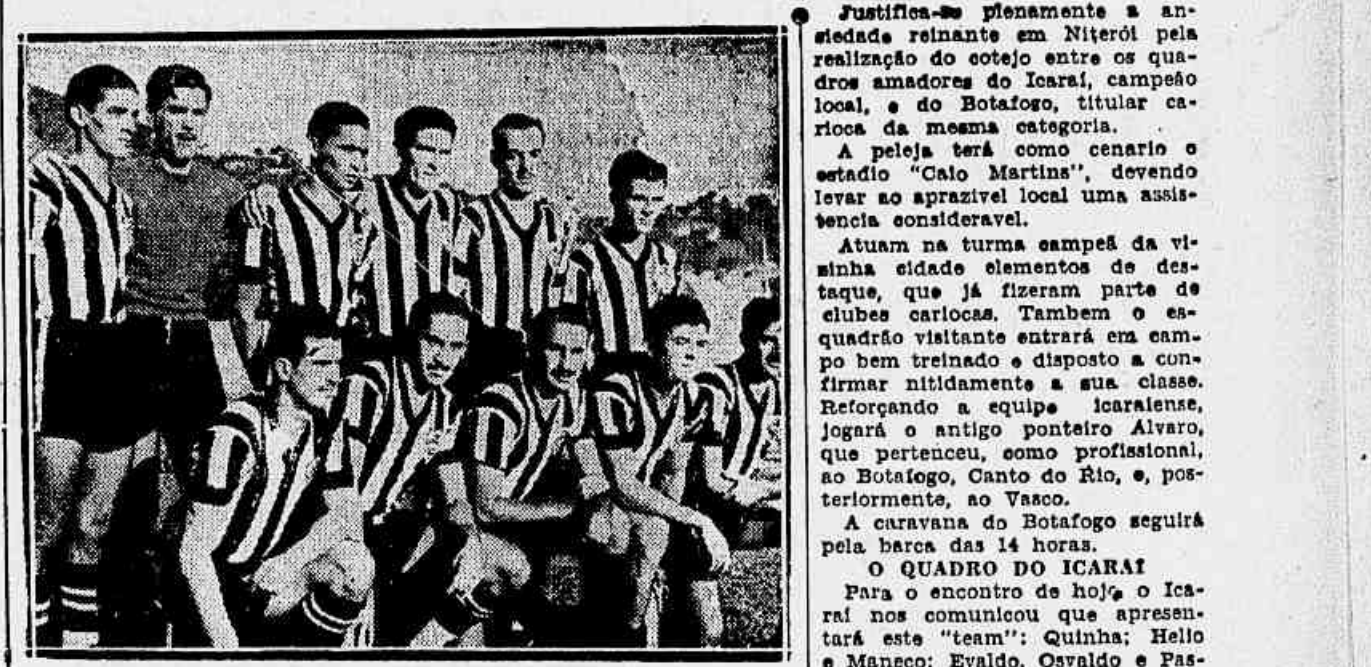 Justifica-se plenamente a an-
siedade reinante em Niterói pela
realização do cotejo entre os qua-
dros amadores do Icaraí, campeão
local, e do Botafogo, titular ca-
rioca da mesma categoria.
A peleja terá como cenario o
estadio "Caio Martins", devendo
levar ao aprazivel local uma assis-
tencia consideravel.
Atuam na turma campeã da vi-
sinha cidade elementos de des-
taque, que já fizeram parte de
clubes cariocas. Tambem o es-
quadrão visitante entrará em cam-
po bem treinado e disposto a con-
firmar nitidamente a sua classe.
Reforçando a equipe icaraiense,
jogará o antigo ponteiro Alvaro,
que pertenceu, como profissional,
ao Botafogo, Canto do Rio, e, pos-
teriormente, ao Vasco.
A caravana do Botafogo seguirá
pela barca das 14 horas.
O QUADRO DO ICARAÍ
Para o encontro de hoje o Ica-
raí nos comunicou que apresen-
tará este "team": Quinha; Helio
e Maneco; Evaldo, Osvaldo e Pas-